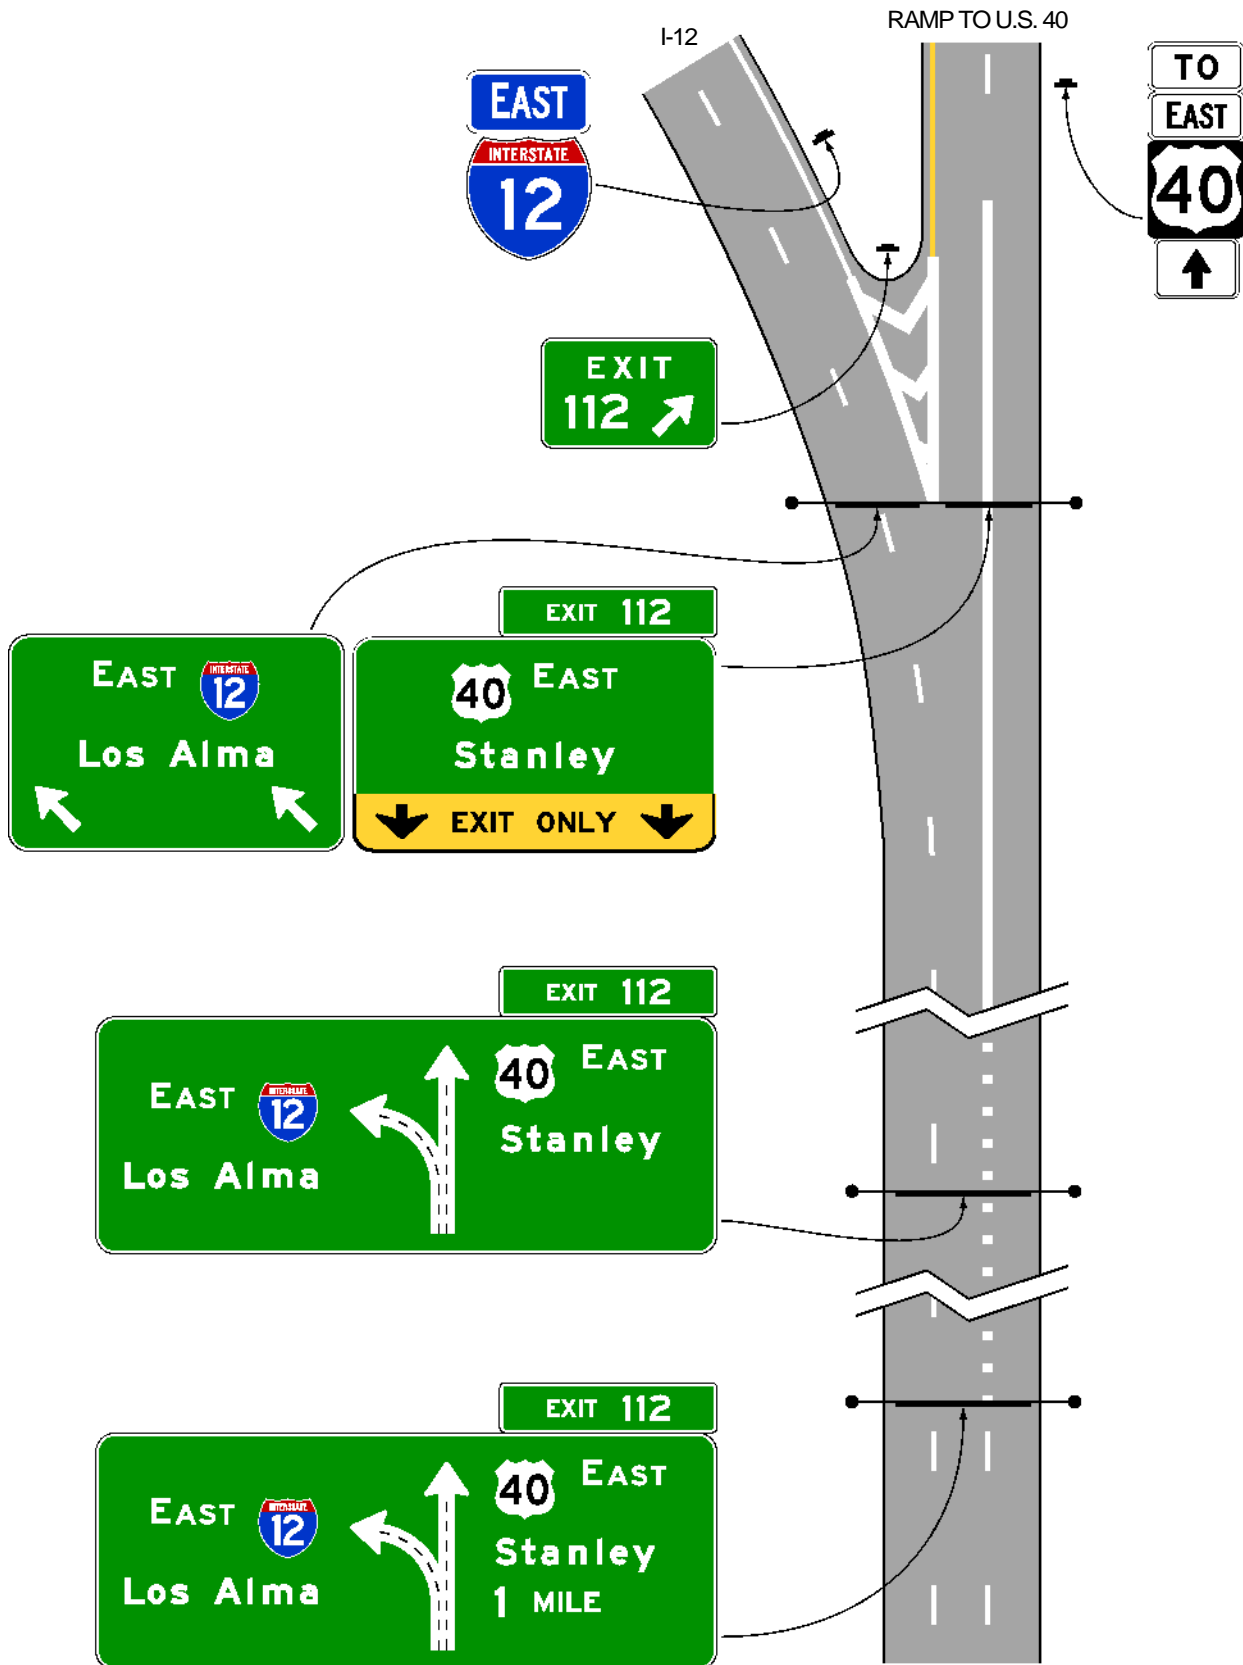 I-12
RAMP TO U.S. 40
EAST
INTERSTATE
12
TO
EAST
40
EXIT
112
EXIT 112
EAST INTERSTATE 12
Los Alma
40 EAST
Stanley
EXIT ONLY
EXIT 112
EAST INTERSTATE 12
Los Alma
40 EAST
Stanley
EXIT 112
EAST INTERSTATE 12
Los Alma
40 EAST
Stanley
1 MILE